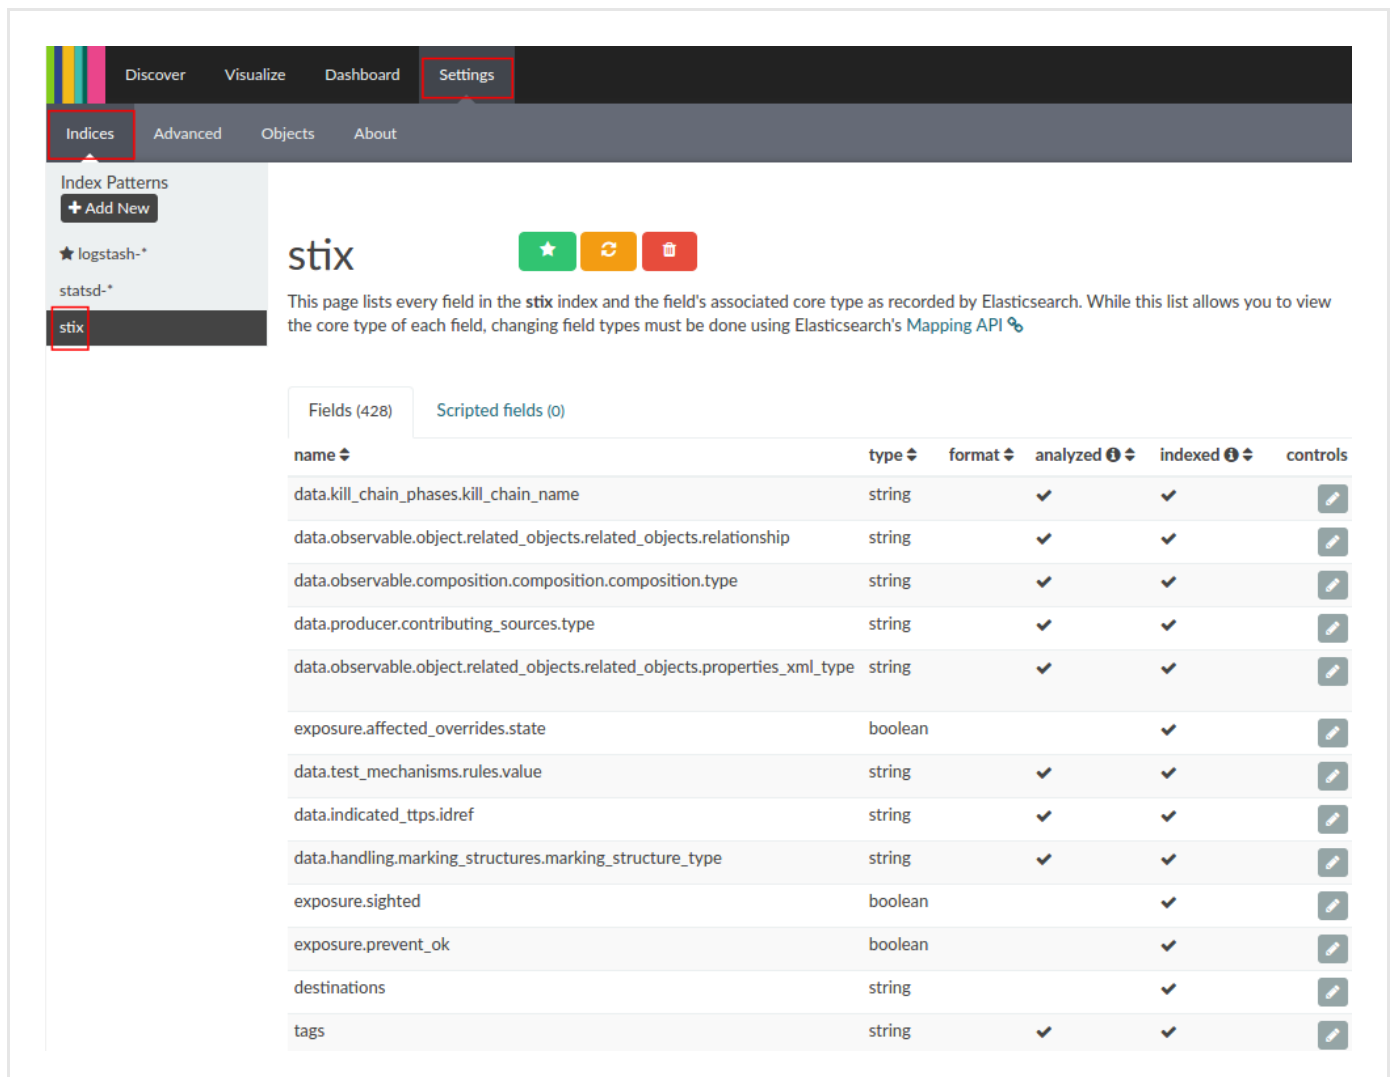 Discover Visualize Dashboard Settings
Indices Advanced Objects About
Index Patterns
Add New
logstash-*
statsd-*
stix
stix
This page lists every field in the stix index and the field's associated core type as recorded by Elasticsearch. While this list allows you to view
the core type of each field, changing field types must be done using Elasticsearch's Mapping API
Fields (428) Scripted fields (0)
name type format analyzed indexed controls
data.kill_chain_phases.kill_chain_name string
data.observable.object.related_objects.related_objects.relationship string
data.observable.composition.composition.composition.type string
data.producer.contributing_sources.type string
data.observable.object.related_objects.related_objects.properties_xml_type string
exposure.affected_overrides.state boolean
data.test_mechanisms.rules.value string
data.indicated_ttps.idref string
data.handling.marking_structures.marking_structure_type string
exposure.sighted boolean
exposure.prevent_ok boolean
destinations string
tags string